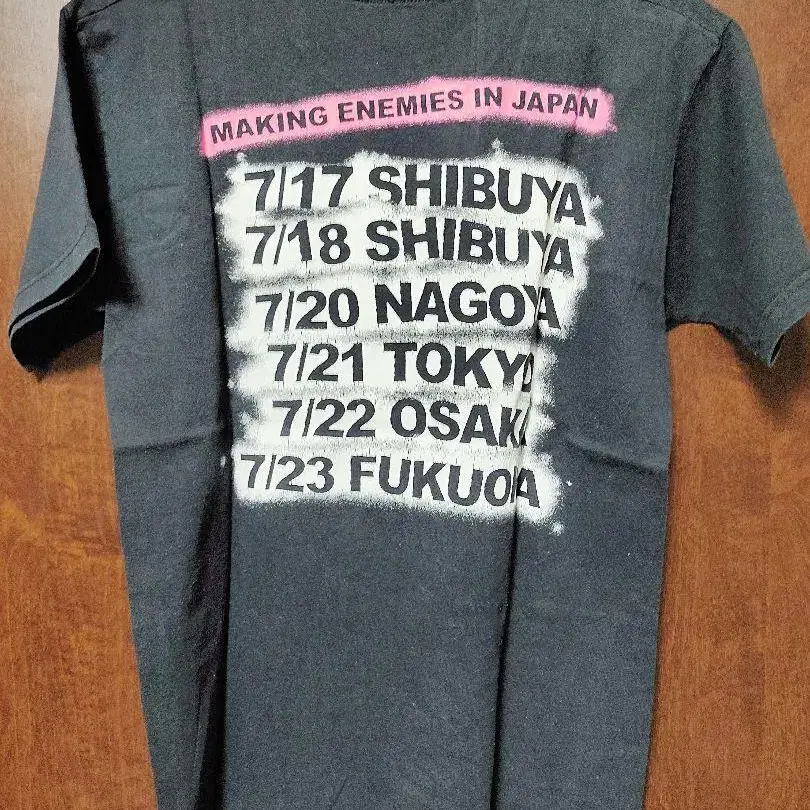 MAKING ENEMIES IN JAPAN
7/17 SHIBUYA
7/18 SHIBUYA
7/20 NAGOYA
7/21 TOKYO
7/22 OSAKA
7/23 FUKUOKA